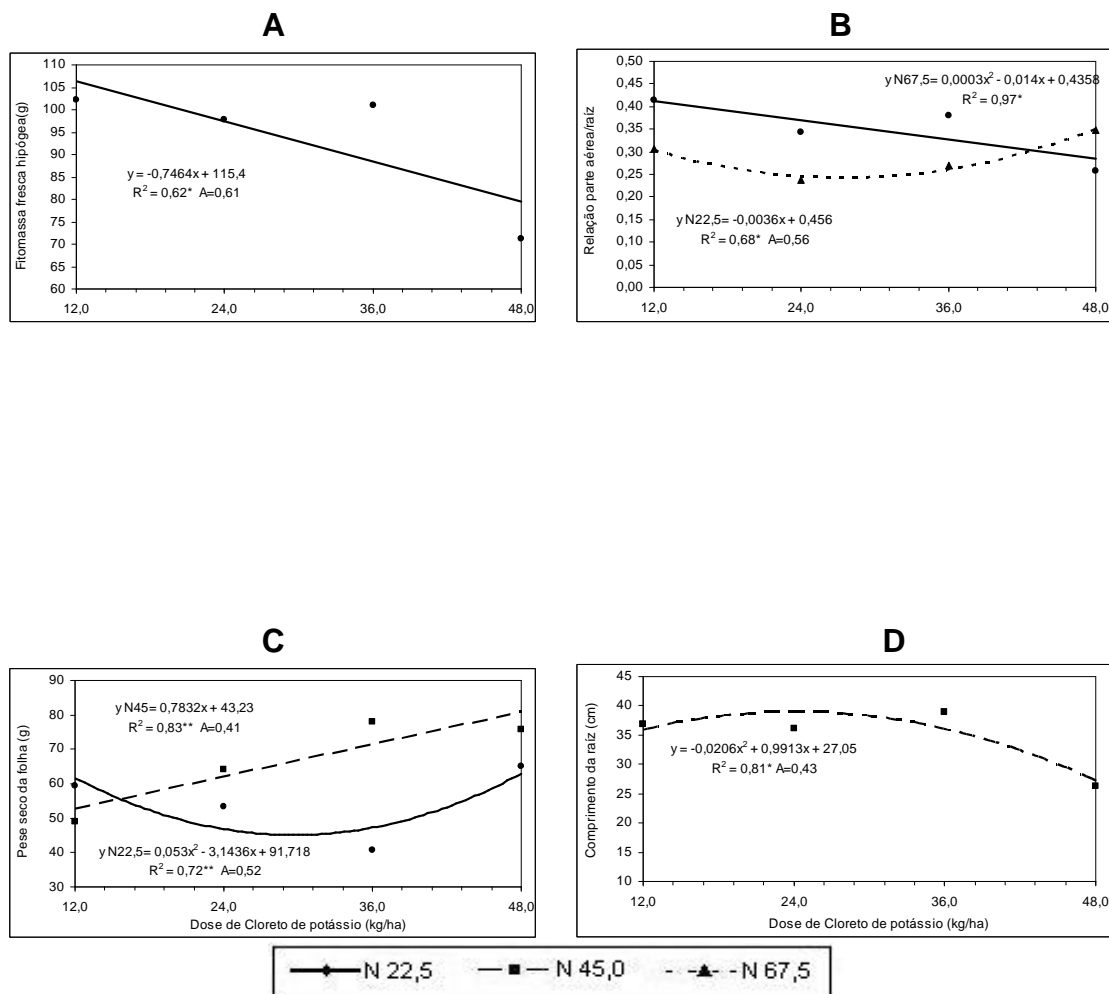 A
110
105
100
95
90
85
80
75
70
65
60
Fitomassa fresca hipógea(g)
y = -0,7464x + 115,4
R² = 0,62* A=0,61
12,0 24,0 36,0 48,0
B
0,50
0,45
0,40
0,35
0,30
0,25
0,20
0,15
0,10
0,05
0,00
Relação parte aérea/raíz
y N67,5= 0,0003x² - 0,014x + 0,4358
R² = 0,97*
y N22,5= -0,0036x + 0,456
R² = 0,68* A=0,56
12,0 24,0 36,0 48,0
C
90
80
70
60
50
40
30
Pese seco da folha (g)
y N45= 0,7832x + 43,23
R² = 0,83** A=0,41
y N22,5= 0,053x² - 3,1436x + 91,718
R² = 0,72** A=0,52
12,0 24,0 36,0 48,0
Dose de Cloreto de potássio (kg/ha)
D
45
40
35
30
25
20
15
10
Comprimento da raíz (cm)
y = -0,0206x² + 0,9913x + 27,05
R² = 0,81* A=0,43
12,0 24,0 36,0 48,0
Dose de Cloreto de potássio (kg/ha)
N 22,5 N 45,0 N 67,5